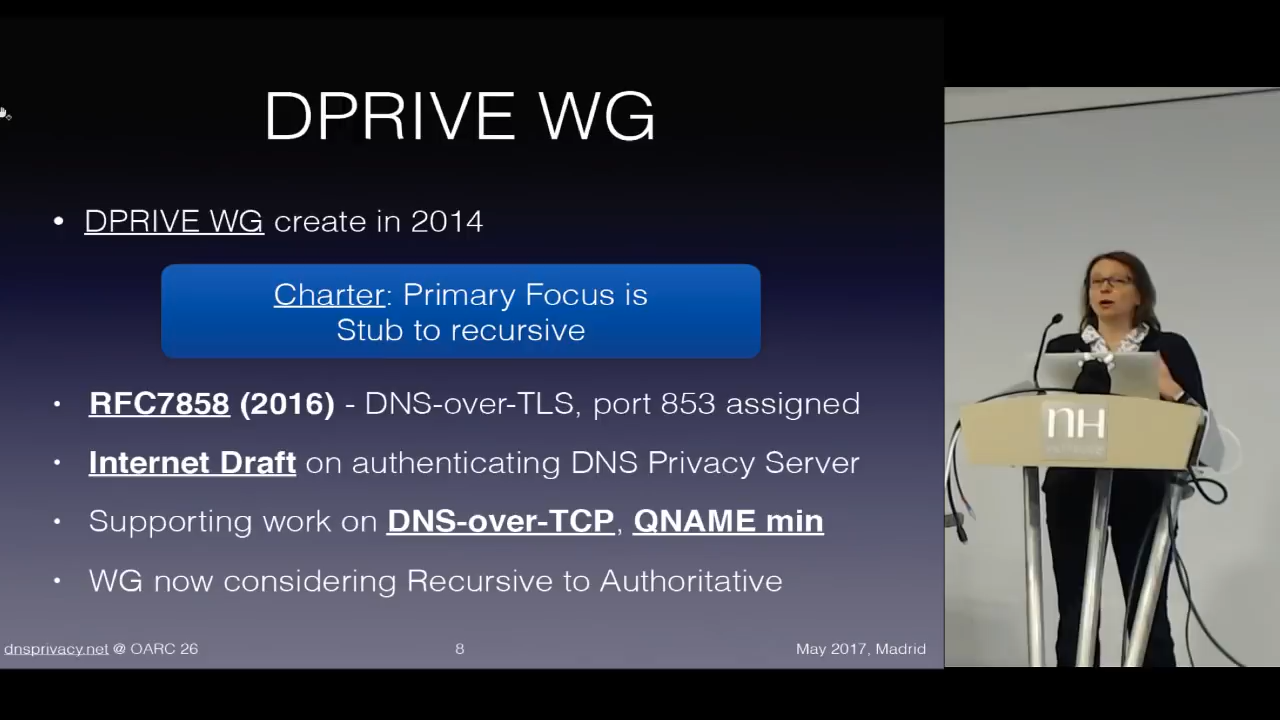 DPRIVE WG
• DPRIVE WG create in 2014
Charter: Primary Focus is
Stub to recursive
• RFC7858 (2016) - DNS-over-TLS, port 853 assigned
• Internet Draft on authenticating DNS Privacy Server
• Supporting work on DNS-over-TCP, QNAME min
• WG now considering Recursive to Authoritative
dnsprivacy.net @ OARC 26
8
May 2017, Madrid
nH